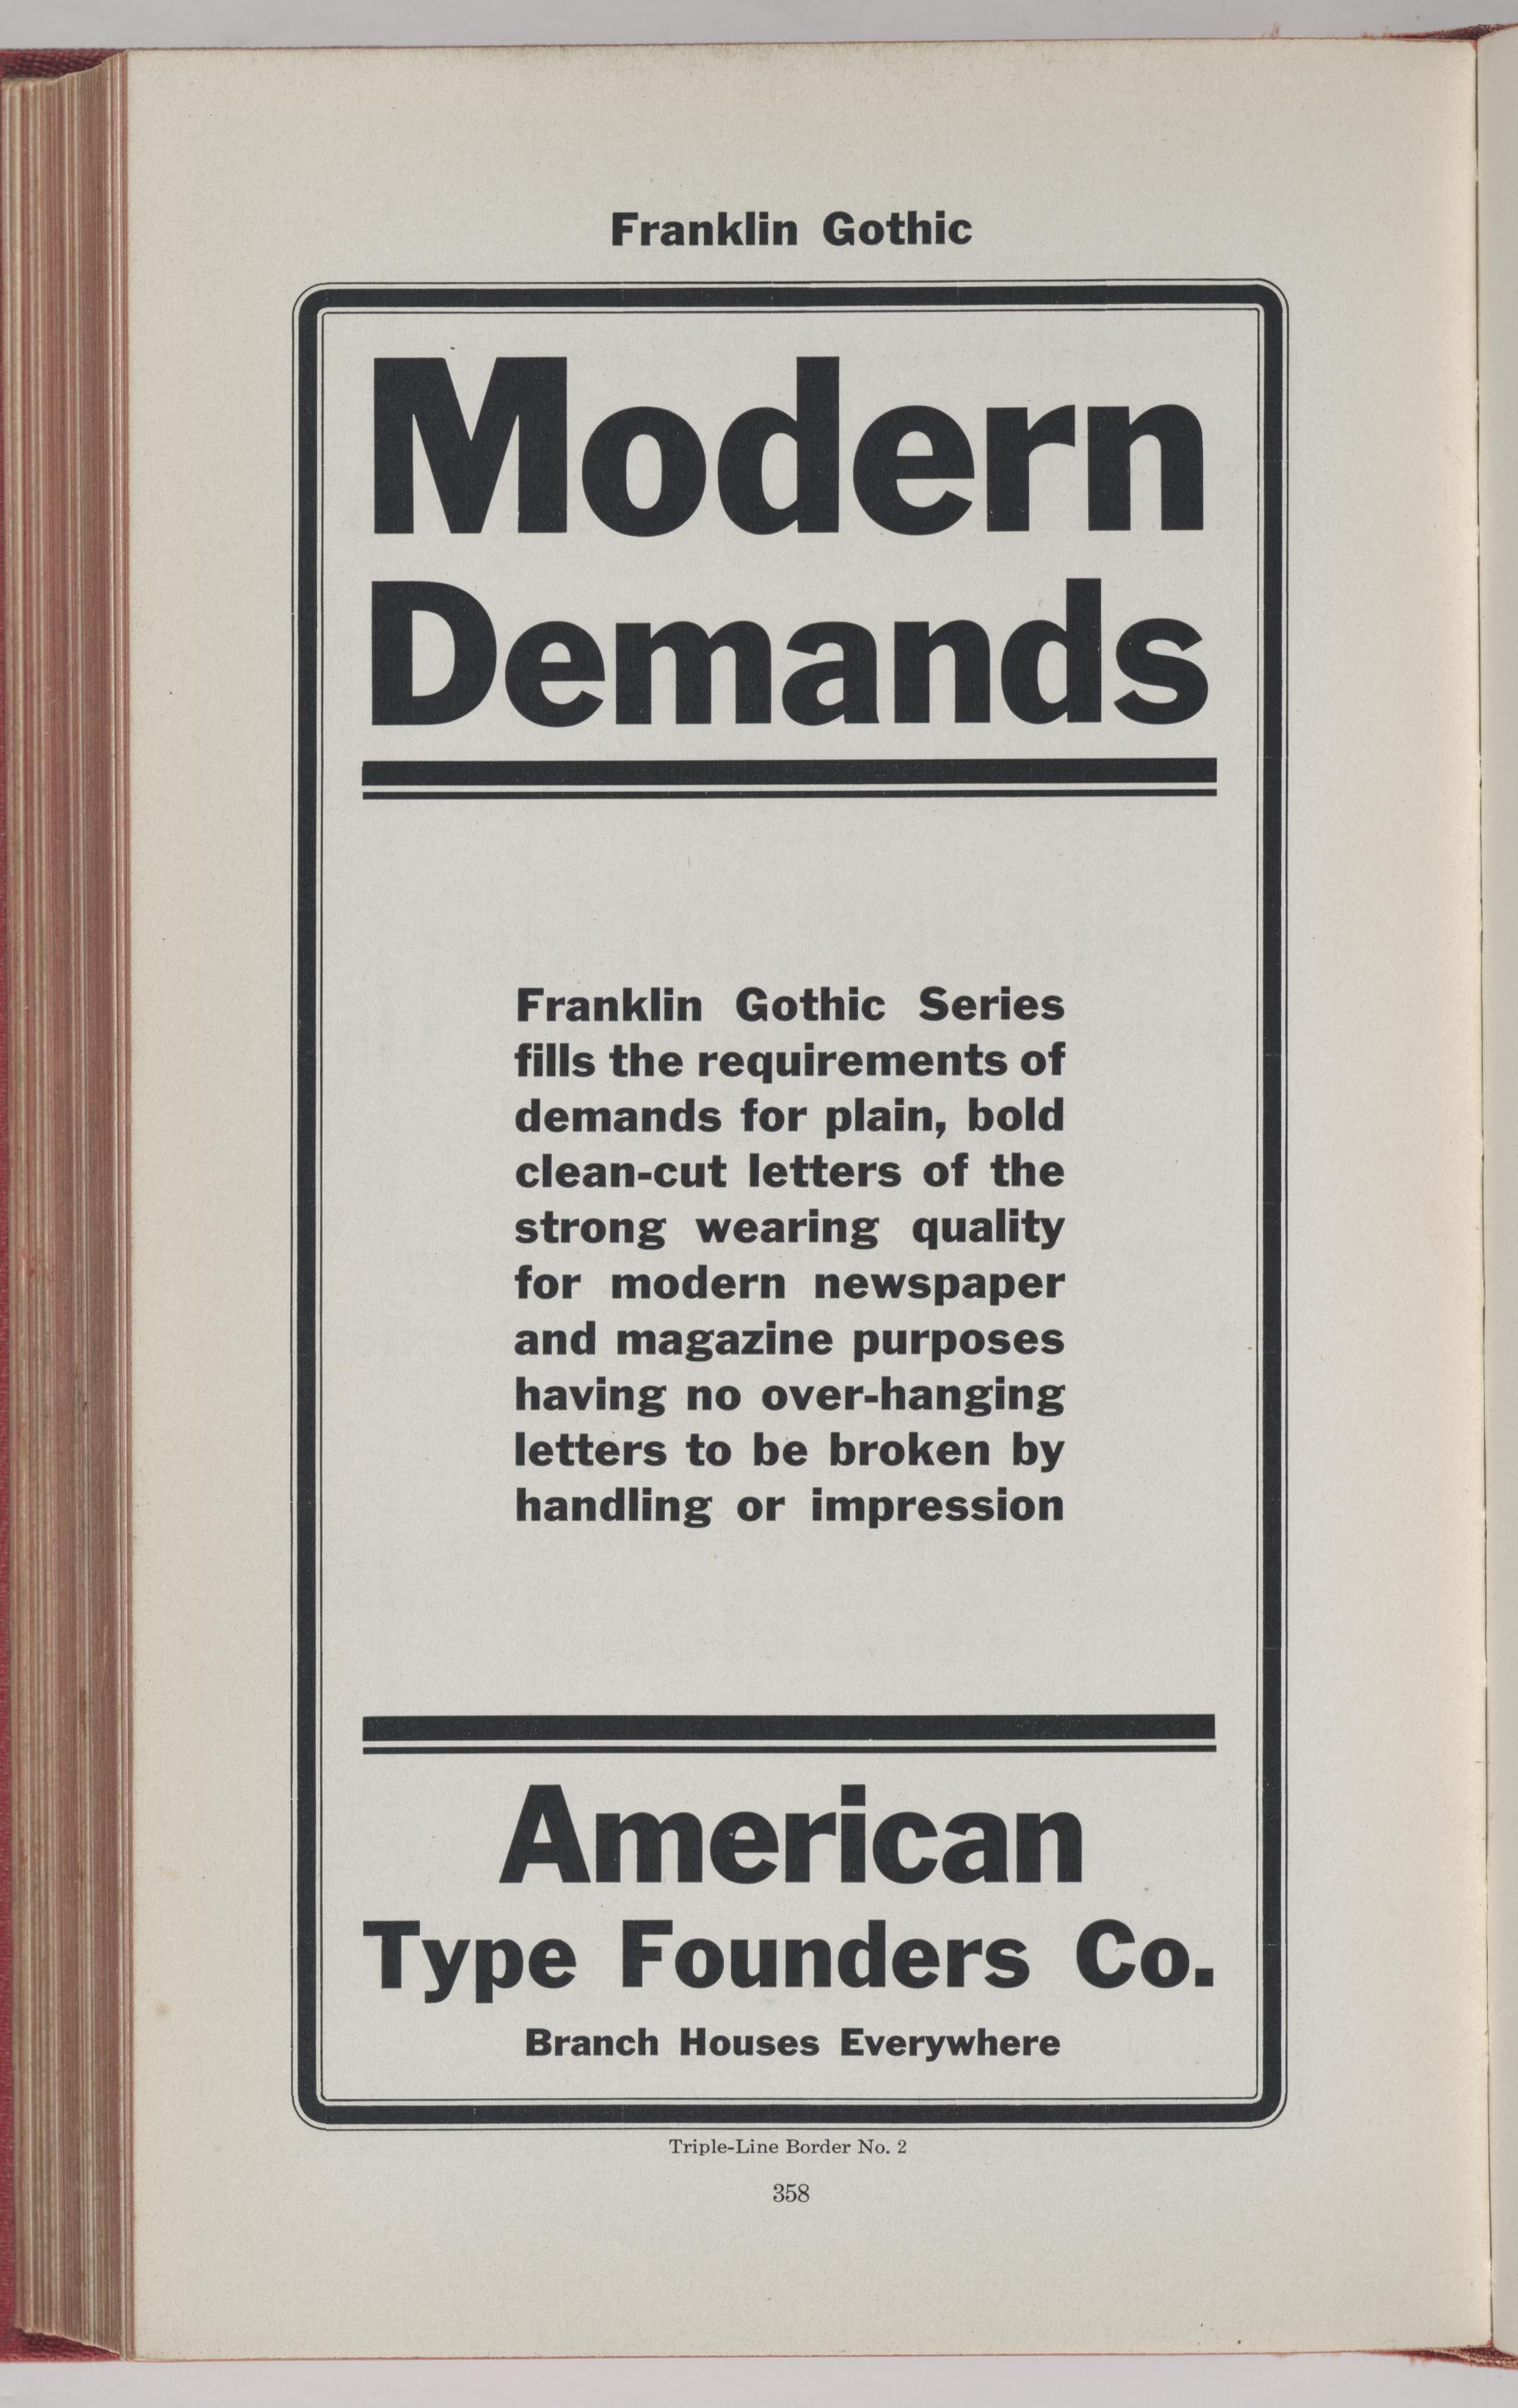 Franklin Gothic
Modern
Demands
Franklin Gothic Series
fills the requirements of
demands for plain, bold
clean-cut letters of the
strong wearing quality
for modern newspaper
and magazine purposes
having no over-hanging
letters to be broken by
handling or impression
American
Type Founders Co.
Branch Houses Everywhere
Triple-Line Border No. 2
358